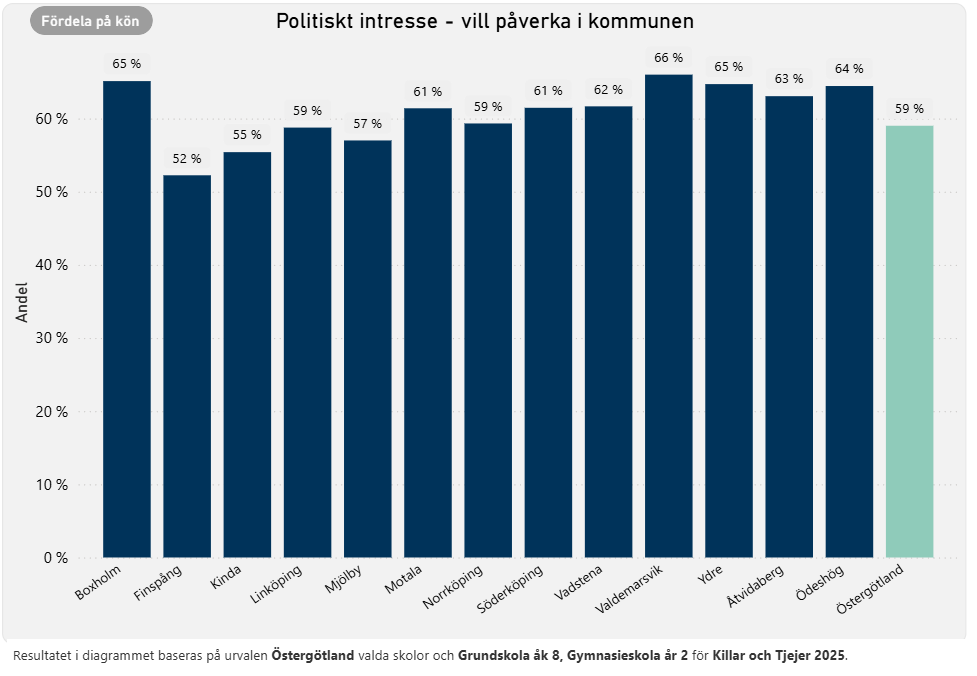 Fördela på kön
Politiskt intresse - vill påverka i kommunen
Andel
60 %
50 %
40 %
30 %
20 %
10 %
0 %
65 %
52 %
55 %
59 %
57 %
61 %
59 %
61 %
62 %
66 %
65 %
63 %
64 %
59 %
Boxholm
Finspång
Kinda
Linköping
Mjölby
Motala
Norrköping
Söderköping
Vadstena
Valdemarsvik
Ydre
Åtvidaberg
Ödeshög
Östergötland
Resultatet i diagrammet baseras på urvalen Östergötland valda skolor och Grundskola åk 8, Gymnasieskola år 2 för Killar och Tjejer 2025.